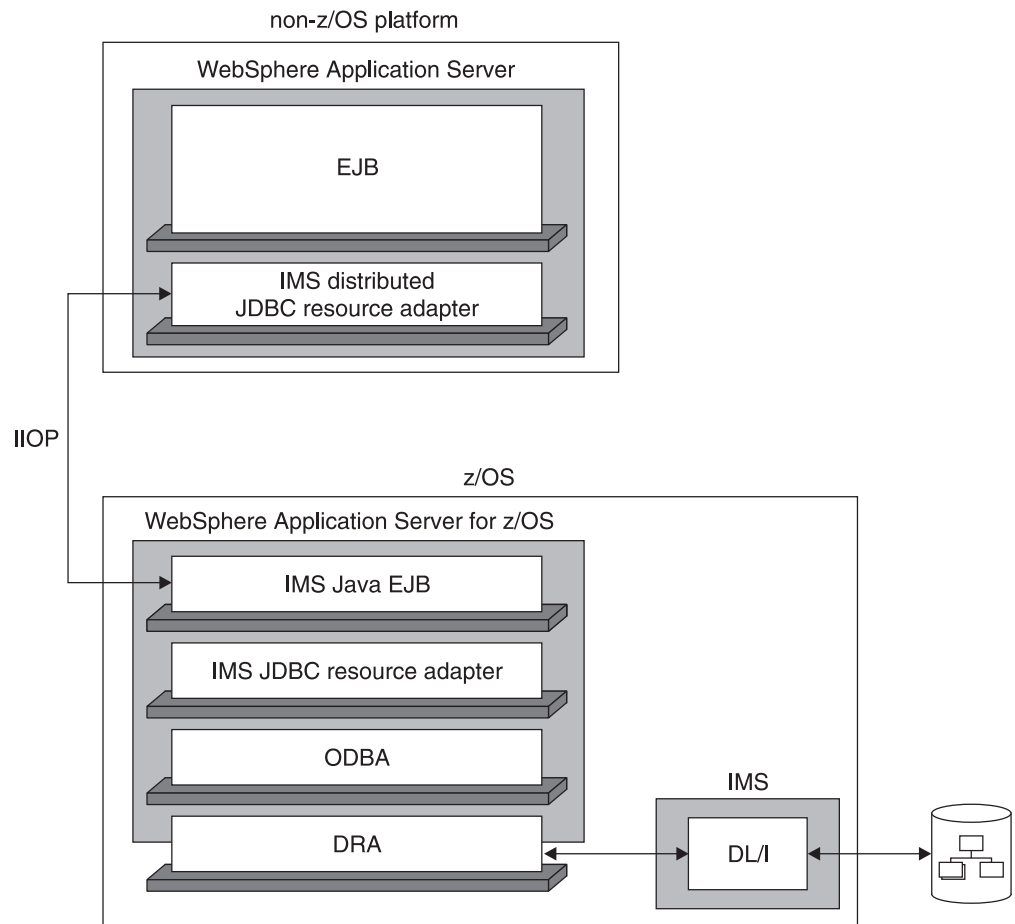 non-z/OS platform
WebSphere Application Server
EJB
IMS distributed
JDBC resource adapter
IIOP
z/OS
WebSphere Application Server for z/OS
IMS Java EJB
IMS JDBC resource adapter
ODBA
IMS
DRA
DL/I